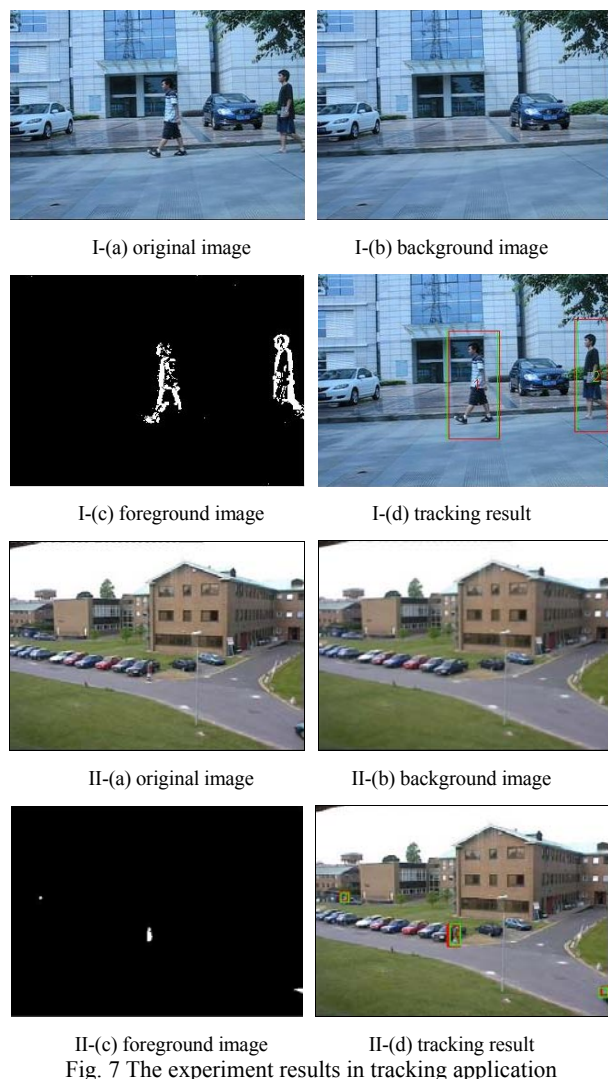 I-(a) original image
I-(b) background image
I-(c) foreground image
I-(d) tracking result
II-(a) original image
II-(b) background image
II-(c) foreground image
II-(d) tracking result
Fig. 7 The experiment results in tracking application